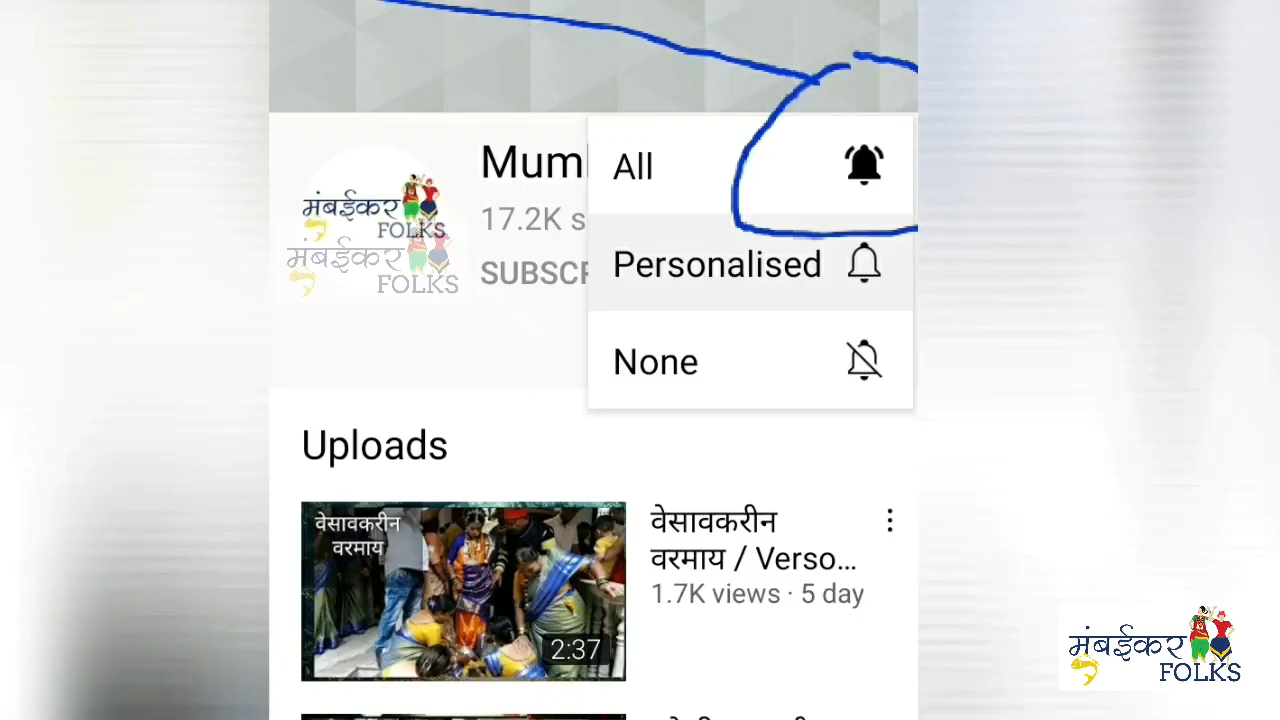 Mum
All
मुंबईकर
FOLKS
17.2K s
मुंबईकर
FOLKS
SUBSCR
Personalised
None
Uploads
वेसावकरीन
वरमाय
2:37
वेसावकरीन
वरमाय / Verso...
1.7K views · 5 day
मुंबईकर
FOLKS